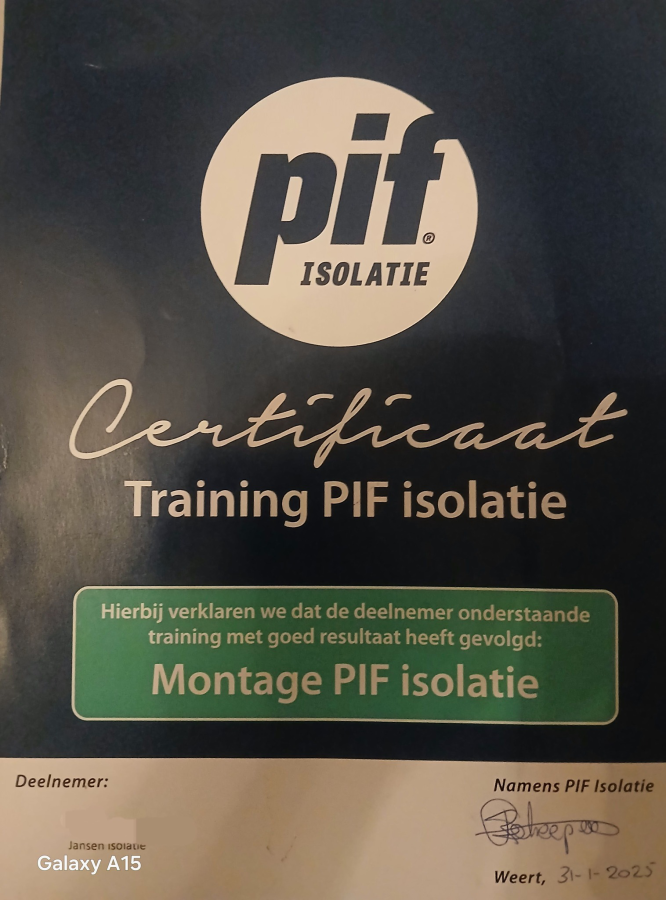 pif®
ISOLATIE
Certificaat
Training PIF isolatie
Hierbij verklaren we dat de deelnemer onderstaande
training met goed resultaat heeft gevolgd:
Montage PIF isolatie
Deelnemer:
Namens PIF Isolatie
Jansen Isolatie
Galaxy A15
Weert, 31-1-2025